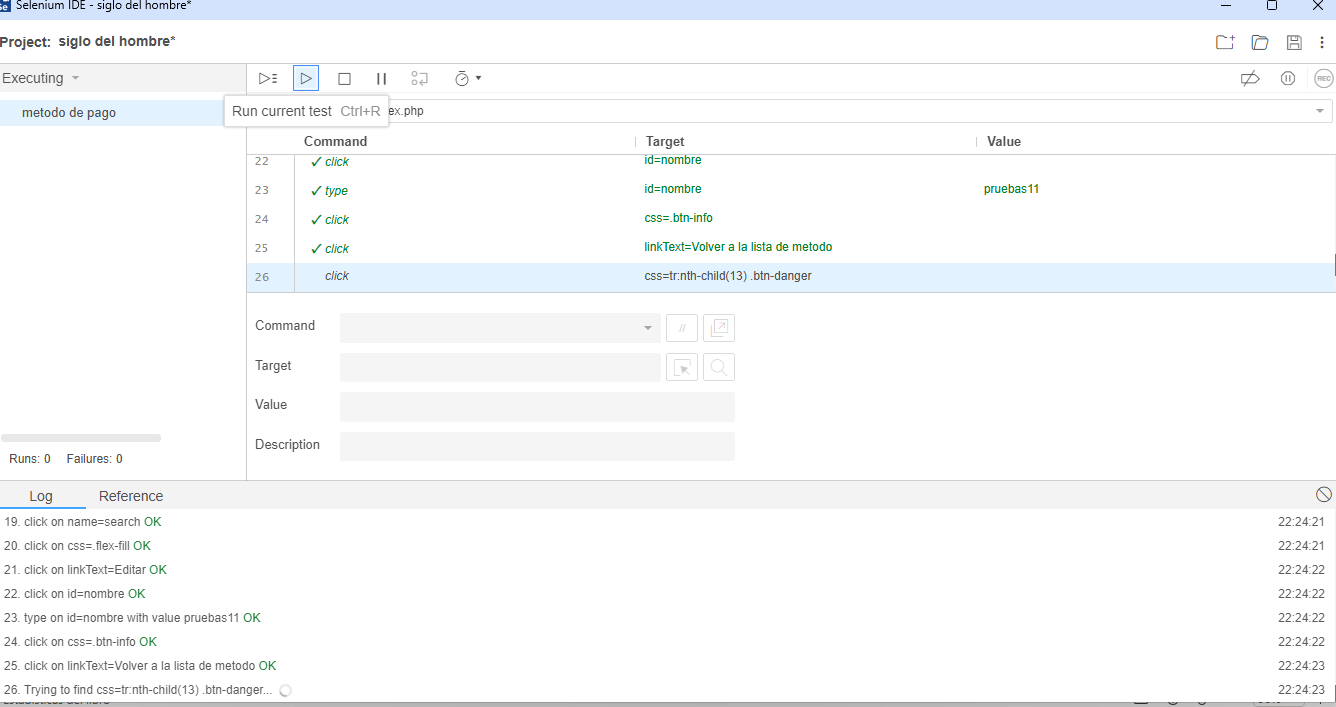 Selenium IDE - siglo del hombre*
Project: siglo del hombre*
Executing
REC
metodo de pago
Run current test Ctrl+R
ex.php
Command Target Value
22 ✓ click id=nombre
23 ✓ type id=nombre pruebas11
24 ✓ click css=.btn-info
25 ✓ click linkText=Volver a la lista de metodo
26 click css=tr:nth-child(13) .btn-danger
Command //
Target
Value
Description
Runs: 0 Failures: 0
Log Reference
19. click on name=search OK 22:24:21
20. click on css=.flex-fill OK 22:24:21
21. click on linkText=Editar OK 22:24:22
22. click on id=nombre OK 22:24:22
23. type on id=nombre with value pruebas11 OK 22:24:22
24. click on css=.btn-info OK 22:24:22
25. click on linkText=Volver a la lista de metodo OK 22:24:23
26. Trying to find css=tr:nth-child(13) .btn-danger... 22:24:23